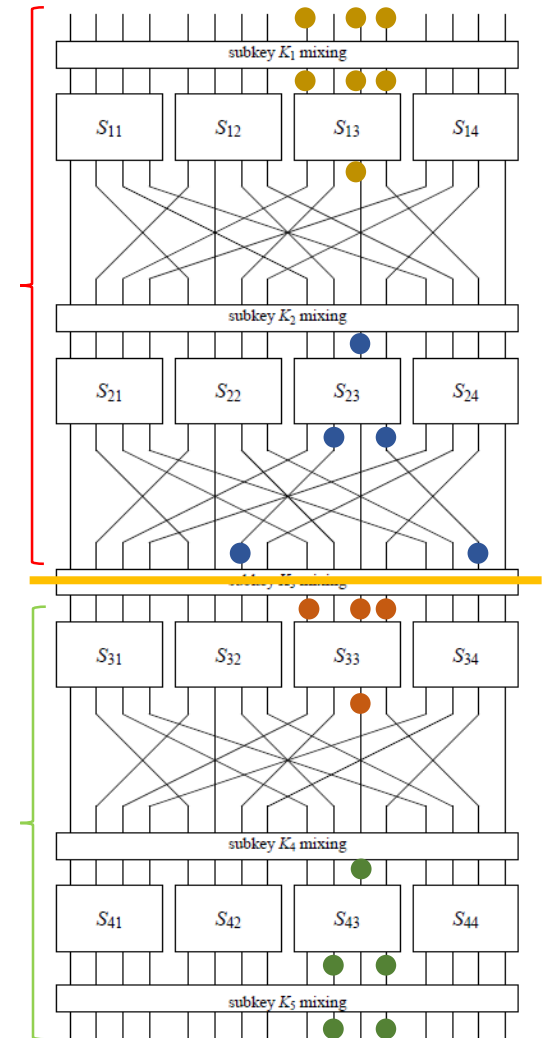 subkey K₁ mixing
S₁₁ S₁₂ S₁₃ S₁₄
subkey K₂ mixing
S₂₁ S₂₂ S₂₃ S₂₄
S₃₁ S₃₂ S₃₃ S₃₄
subkey K₄ mixing
S₄₁ S₄₂ S₄₃ S₄₄
subkey K₅ mixing